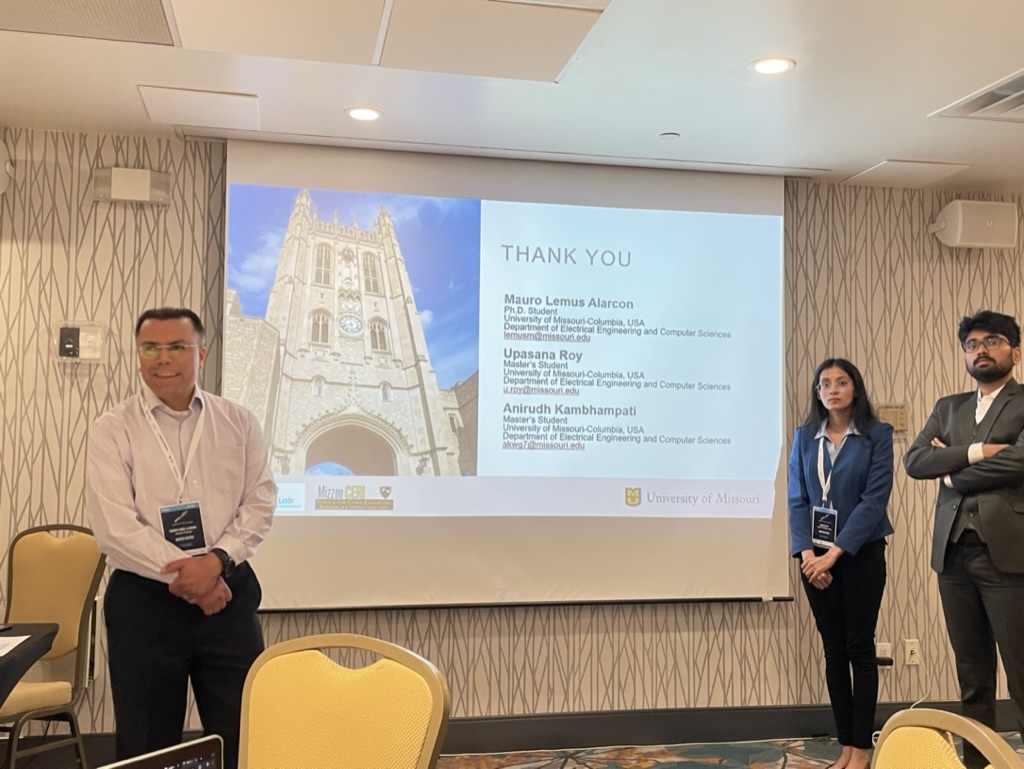 THANK YOU
Mauro Lemus Alarcon
Ph.D. Student
University of Missouri-Columbia, USA
Department of Electrical Engineering and Computer Sciences
lemusm@missouri.edu
Upasana Roy
Master's Student
University of Missouri-Columbia, USA
Department of Electrical Engineering and Computer Sciences
u.roy@missouri.edu
Anirudh Kambhampati
Master's Student
University of Missouri-Columbia, USA
Department of Electrical Engineering and Computer Sciences
akwg7@missouri.edu
Lab
Mizzou CERI
University of Missouri